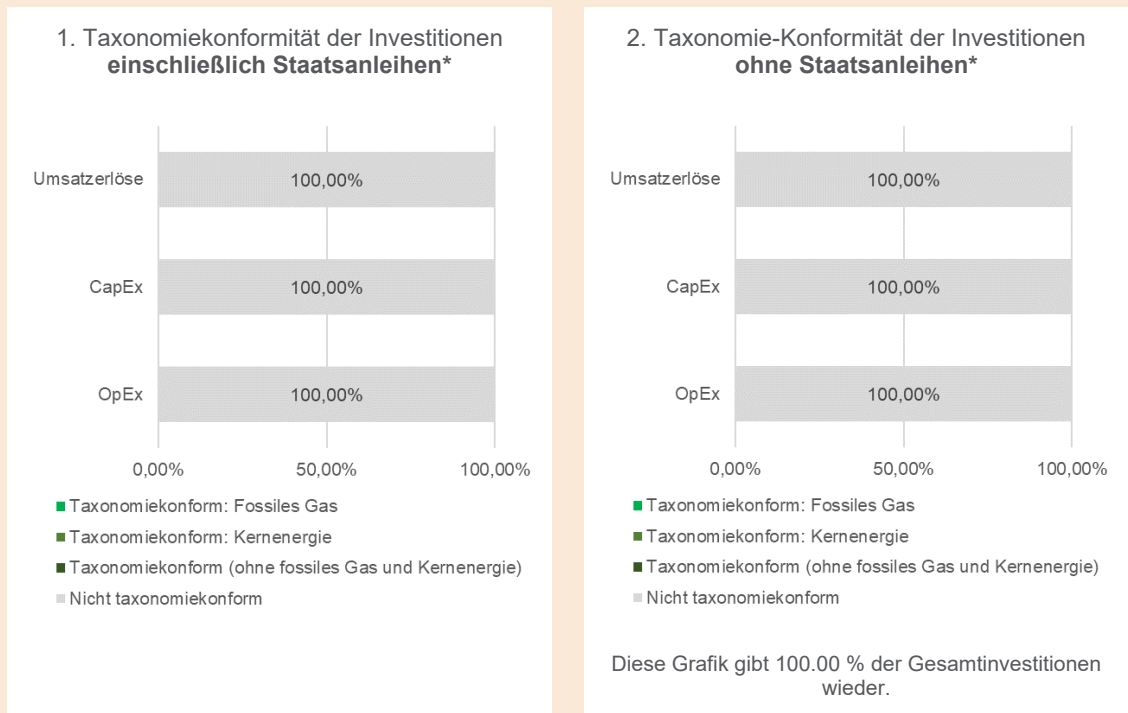 1. Taxonomiekonformität der Investitionen
einschließlich Staatsanleihen*
Umsatzerlöse
100,00%
CapEx
100,00%
OpEx
100,00%
0,00%
50,00%
100,00%
Taxonomiekonform: Fossiles Gas
Taxonomiekonform: Kernenergie
Taxonomiekonform (ohne fossiles Gas und Kernenergie)
Nicht taxonomiekonform
2. Taxonomie-Konformität der Investitionen
ohne Staatsanleihen*
Umsatzerlöse
100,00%
CapEx
100,00%
OpEx
100,00%
0,00%
50,00%
100,00%
Taxonomiekonform: Fossiles Gas
Taxonomiekonform: Kernenergie
Taxonomiekonform (ohne fossiles Gas und Kernenergie)
Nicht taxonomiekonform
Diese Grafik gibt 100.00 % der Gesamtinvestitionen
wieder.